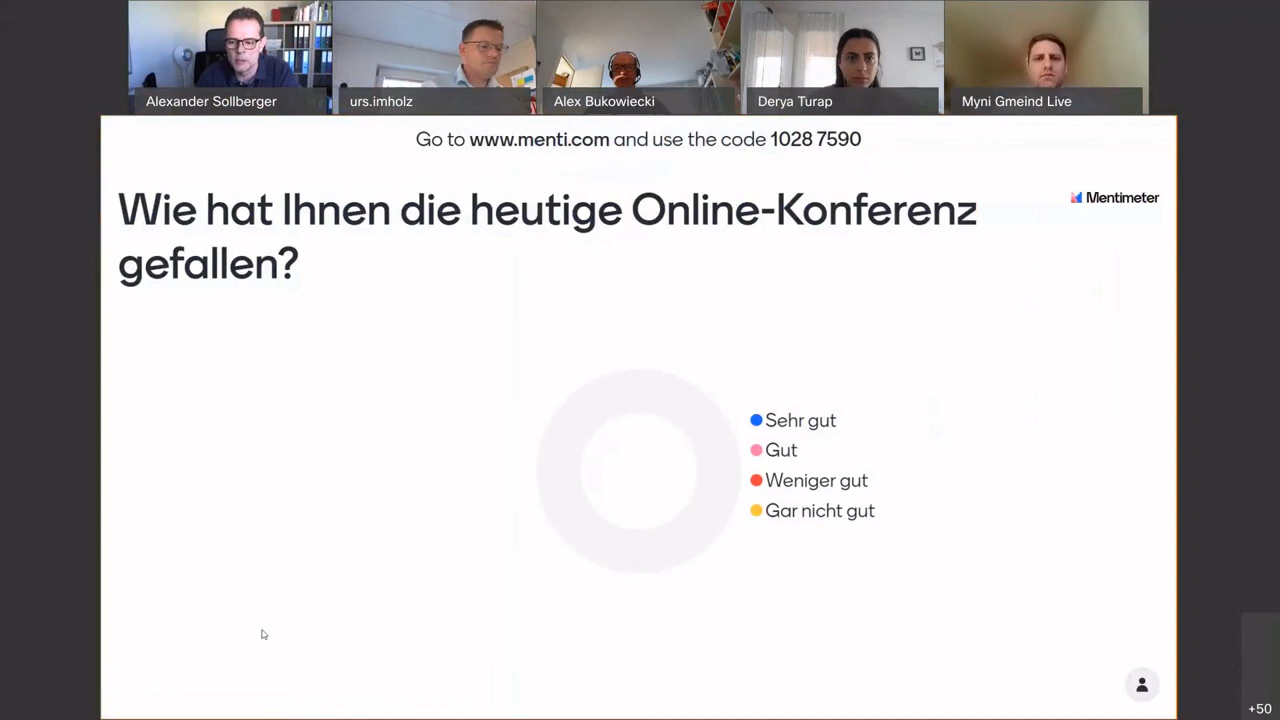 Alexander Sollberger
urs.imholz
Alex Bukowiecki
Derya Turap
Myni Gmeind Live
Go to www.menti.com and use the code 1028 7590
Wie hat Ihnen die heutige Online-Konferenz
gefallen?
Mentimeter
Sehr gut
Gut
Weniger gut
Gar nicht gut
+50